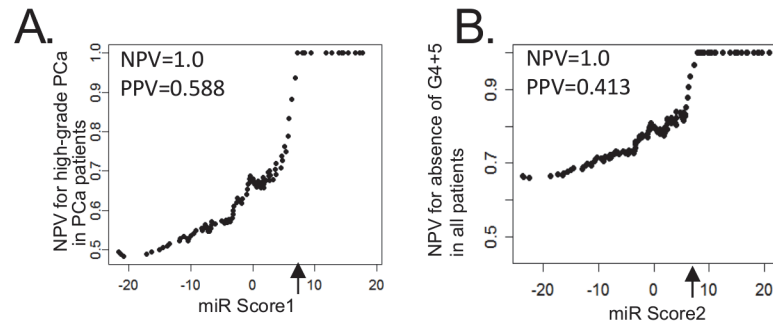 A.
NPV=1.0
PPV=0.588
NPV for high-grade PCa
in PCa patients
1.0
0.9
0.8
0.7
0.6
0.5
-20
-10
0
10
20
miR Score1
B.
NPV=1.0
PPV=0.413
NPV for absence of G4+5
in all patients
0.9
0.7
0.5
-20
-10
0
10
20
miR Score2